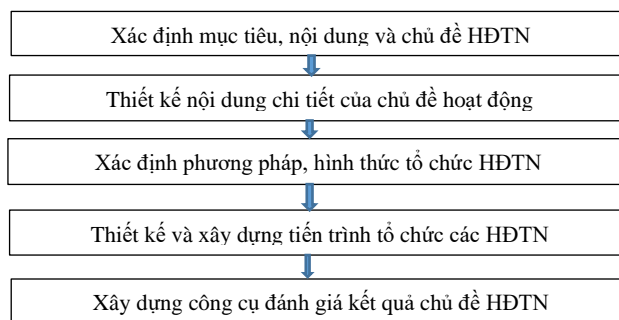 Xác định mục tiêu, nội dung và chủ đề HĐTN
Thiết kế nội dung chi tiết của chủ đề hoạt động
Xác định phương pháp, hình thức tổ chức HĐTN
Thiết kế và xây dựng tiến trình tổ chức các HĐTN
Xây dựng công cụ đánh giá kết quả chủ đề HĐTN